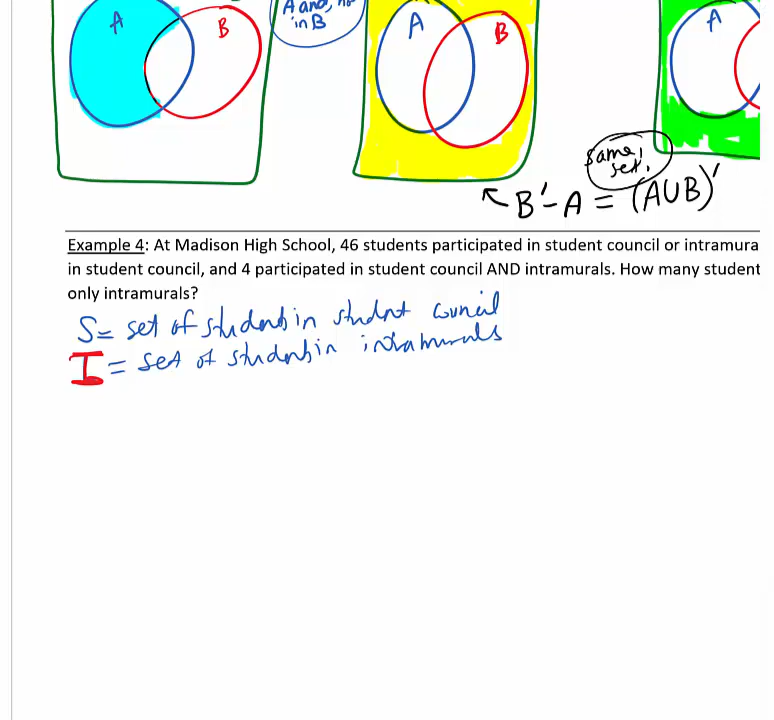 A
B
A and, not
in B
A
B
A
same
set.
B' - A = (A∪B)'
Example 4: At Madison High School, 46 students participated in student council or intramura
in student council, and 4 participated in student council AND intramurals. How many student
only intramurals?
S = set of students in student council
I = set of students in intramurals